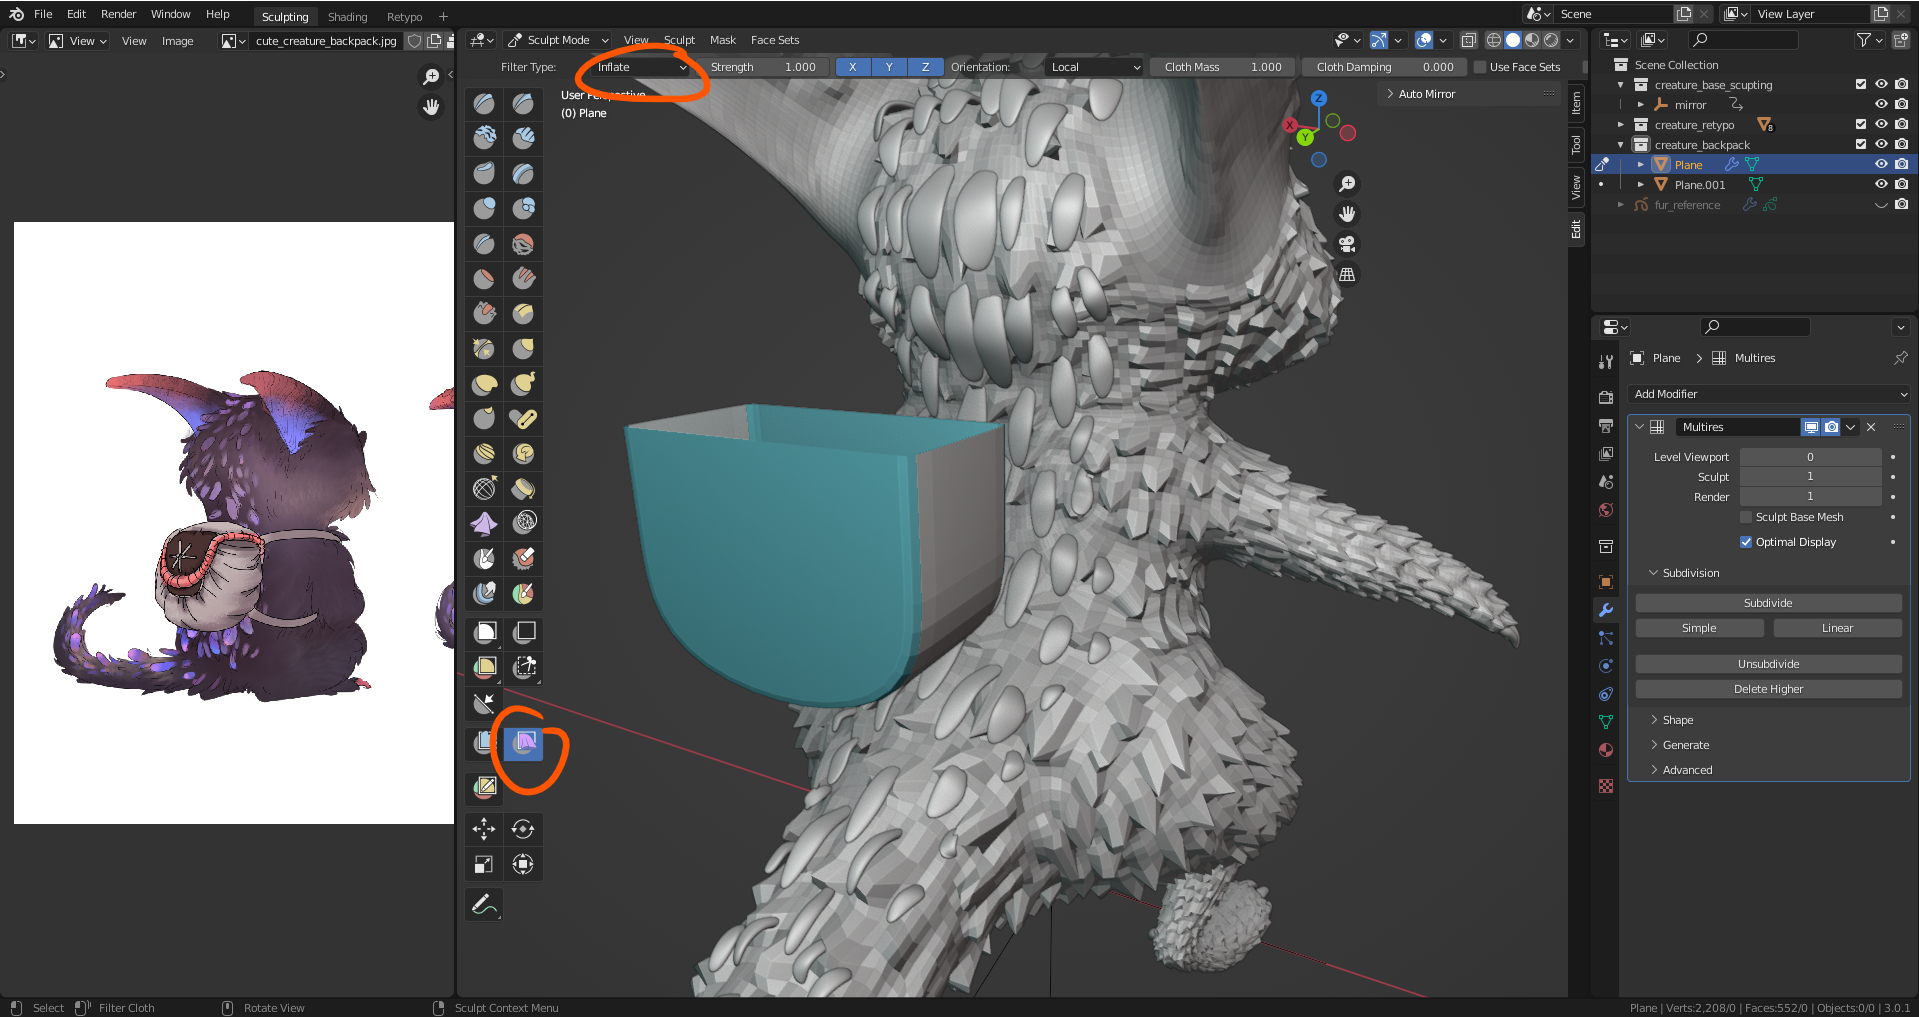 File Edit Render Window Help Sculpting Shading Retypo + Scene View Layer
View View Image cute_creature_backpack.jpg Sculpt Mode View Sculpt Mask Face Sets
Filter Type: Inflate Strength 1.000 X Y Z Orientation: Local Cloth Mass 1.000 Cloth Damping 0.000 Use Face Sets
User Perspective
(0) Plane
Auto Mirror
Z
X
Y
Item
Tool
View
Edit
Scene Collection
creature_base_scupting
mirror
creature_retypo 8
creature_backpack
Plane
Plane.001
fur_reference
Plane > Multires
Add Modifier
Multires
Level Viewport 0
Sculpt 1
Render 1
Sculpt Base Mesh
Optimal Display
Subdivision
Subdivide
Simple Linear
Unsubdivide
Delete Higher
Shape
Generate
Advanced
Select Filter Cloth Rotate View Sculpt Context Menu Plane | Verts:2,208/0 | Faces:552/0 | Objects:0/0 | 3.0.1